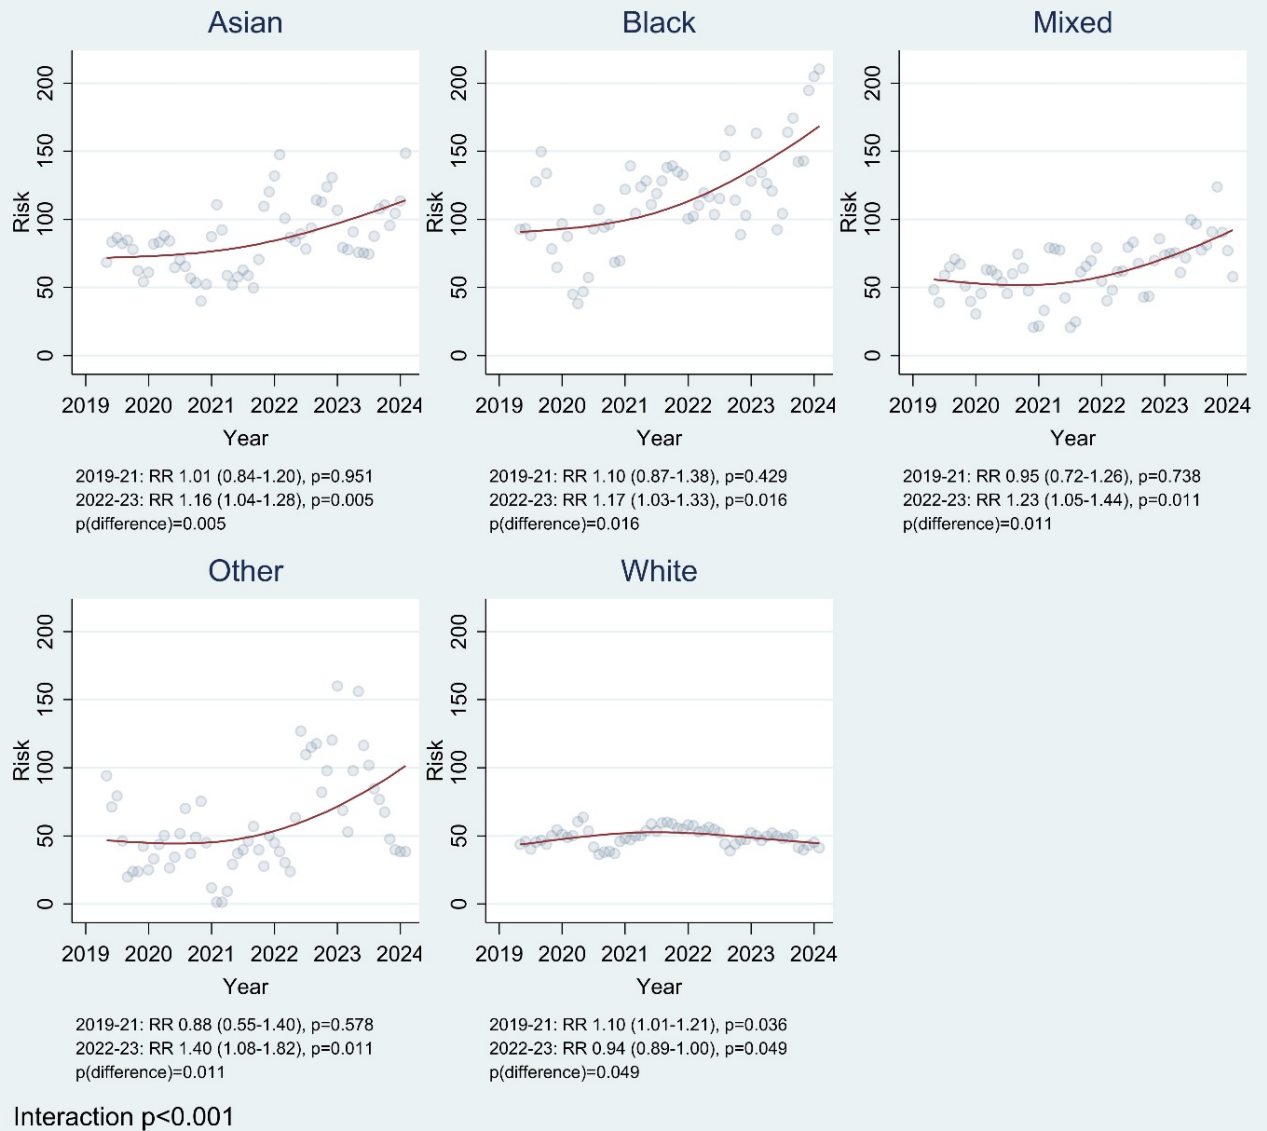 Asian
Risk
200
150
100
50
0
2019 2020 2021 2022 2023 2024
Year
2019-21: RR 1.01 (0.84-1.20), p=0.951
2022-23: RR 1.16 (1.04-1.28), p=0.005
p(difference)=0.005
Black
Risk
200
150
100
50
0
2019 2020 2021 2022 2023 2024
Year
2019-21: RR 1.10 (0.87-1.38), p=0.429
2022-23: RR 1.17 (1.03-1.33), p=0.016
p(difference)=0.016
Mixed
Risk
200
150
100
50
0
2019 2020 2021 2022 2023 2024
Year
2019-21: RR 0.95 (0.72-1.26), p=0.738
2022-23: RR 1.23 (1.05-1.44), p=0.011
p(difference)=0.011
Other
Risk
200
150
100
50
0
2019 2020 2021 2022 2023 2024
Year
2019-21: RR 0.88 (0.55-1.40), p=0.578
2022-23: RR 1.40 (1.08-1.82), p=0.011
p(difference)=0.011
White
Risk
200
150
100
50
0
2019 2020 2021 2022 2023 2024
Year
2019-21: RR 1.10 (1.01-1.21), p=0.036
2022-23: RR 0.94 (0.89-1.00), p=0.049
p(difference)=0.049
Interaction p<0.001